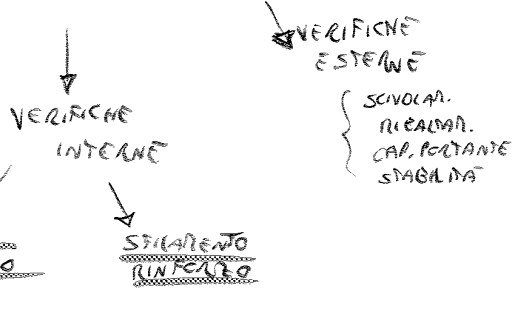 VERIFICHE
ESTERNE
SCIVOLAM.
RIBALTAM.
CAP. PORTANTE
STABILITÀ
VERIFICHE
INTERNE
SFILAMENTO
RINFORZO
O